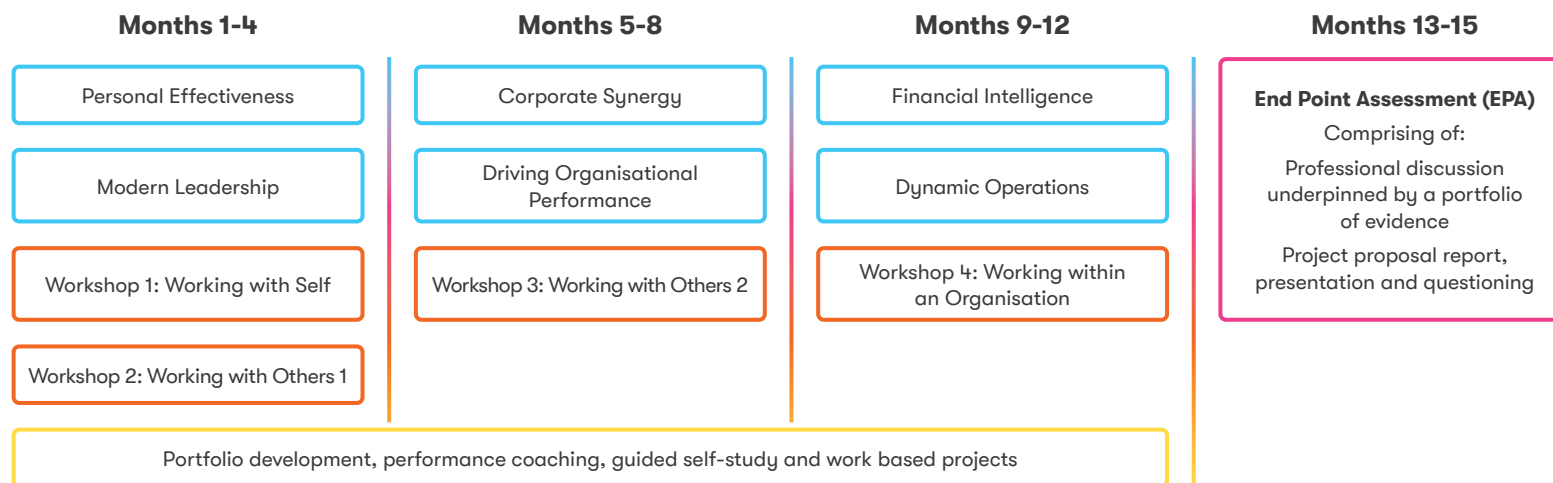 Months 1-4
Personal Effectiveness
Modern Leadership
Workshop 1: Working with Self
Workshop 2: Working with Others 1
Months 5-8
Corporate Synergy
Driving Organisational
Performance
Workshop 3: Working with Others 2
Months 9-12
Financial Intelligence
Dynamic Operations
Workshop 4: Working within
an Organisation
Months 13-15
End Point Assessment (EPA)
Comprising of:
Professional discussion
underpinned by a portfolio
of evidence
Project proposal report,
presentation and questioning
Portfolio development, performance coaching, guided self-study and work based projects